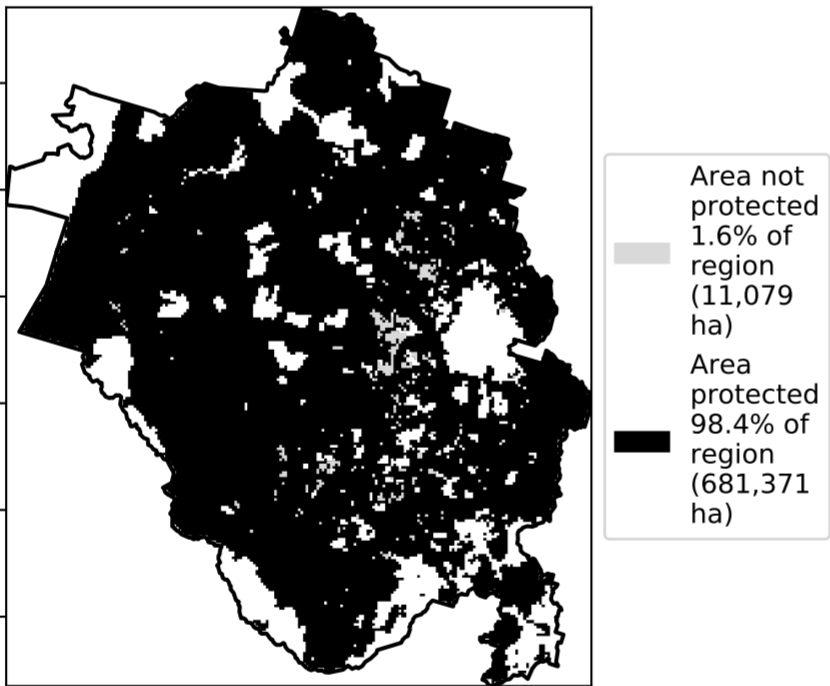 Area not
protected
1.6% of
region
(11,079
ha)
Area
protected
98.4% of
region
(681,371
ha)